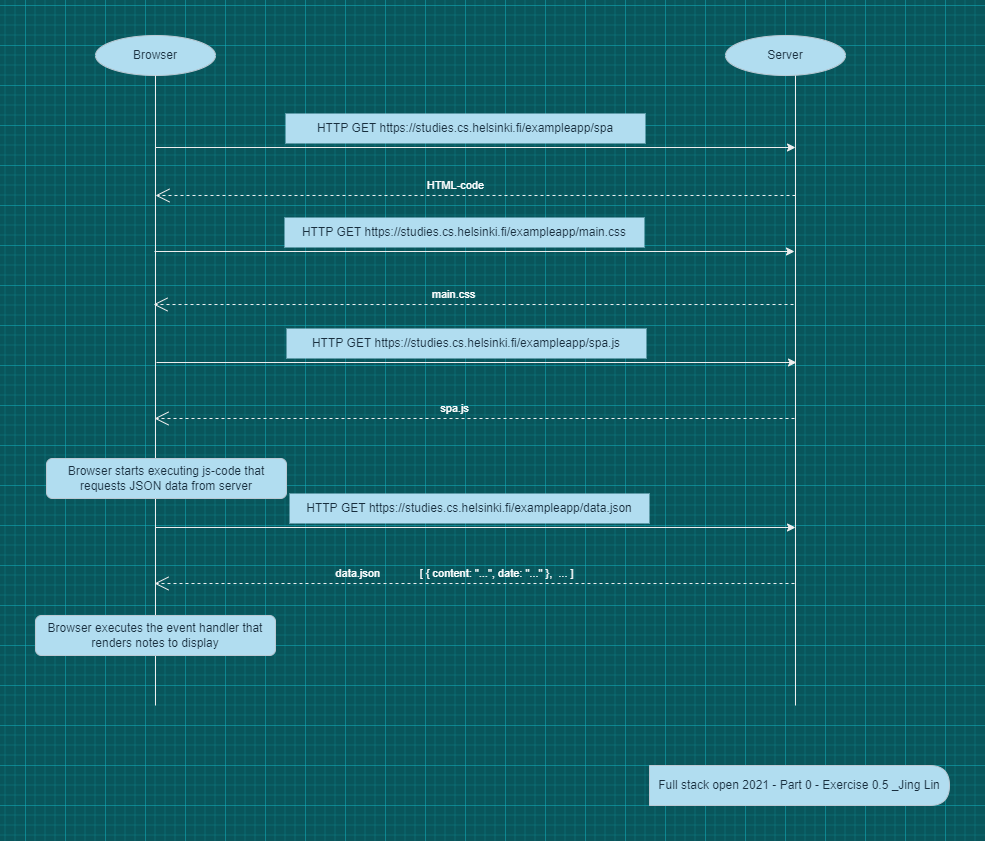 Browser
Server
HTTP GET https://studies.cs.helsinki.fi/exampleapp/spa
HTML-code
HTTP GET https://studies.cs.helsinki.fi/exampleapp/main.css
main.css
HTTP GET https://studies.cs.helsinki.fi/exampleapp/spa.js
spa.js
Browser starts executing js-code that
requests JSON data from server
HTTP GET https://studies.cs.helsinki.fi/exampleapp/data.json
data.json [ { content: "...", date: "..." }, ... ]
Browser executes the event handler that
renders notes to display
Full stack open 2021 - Part 0 - Exercise 0.5 _Jing Lin